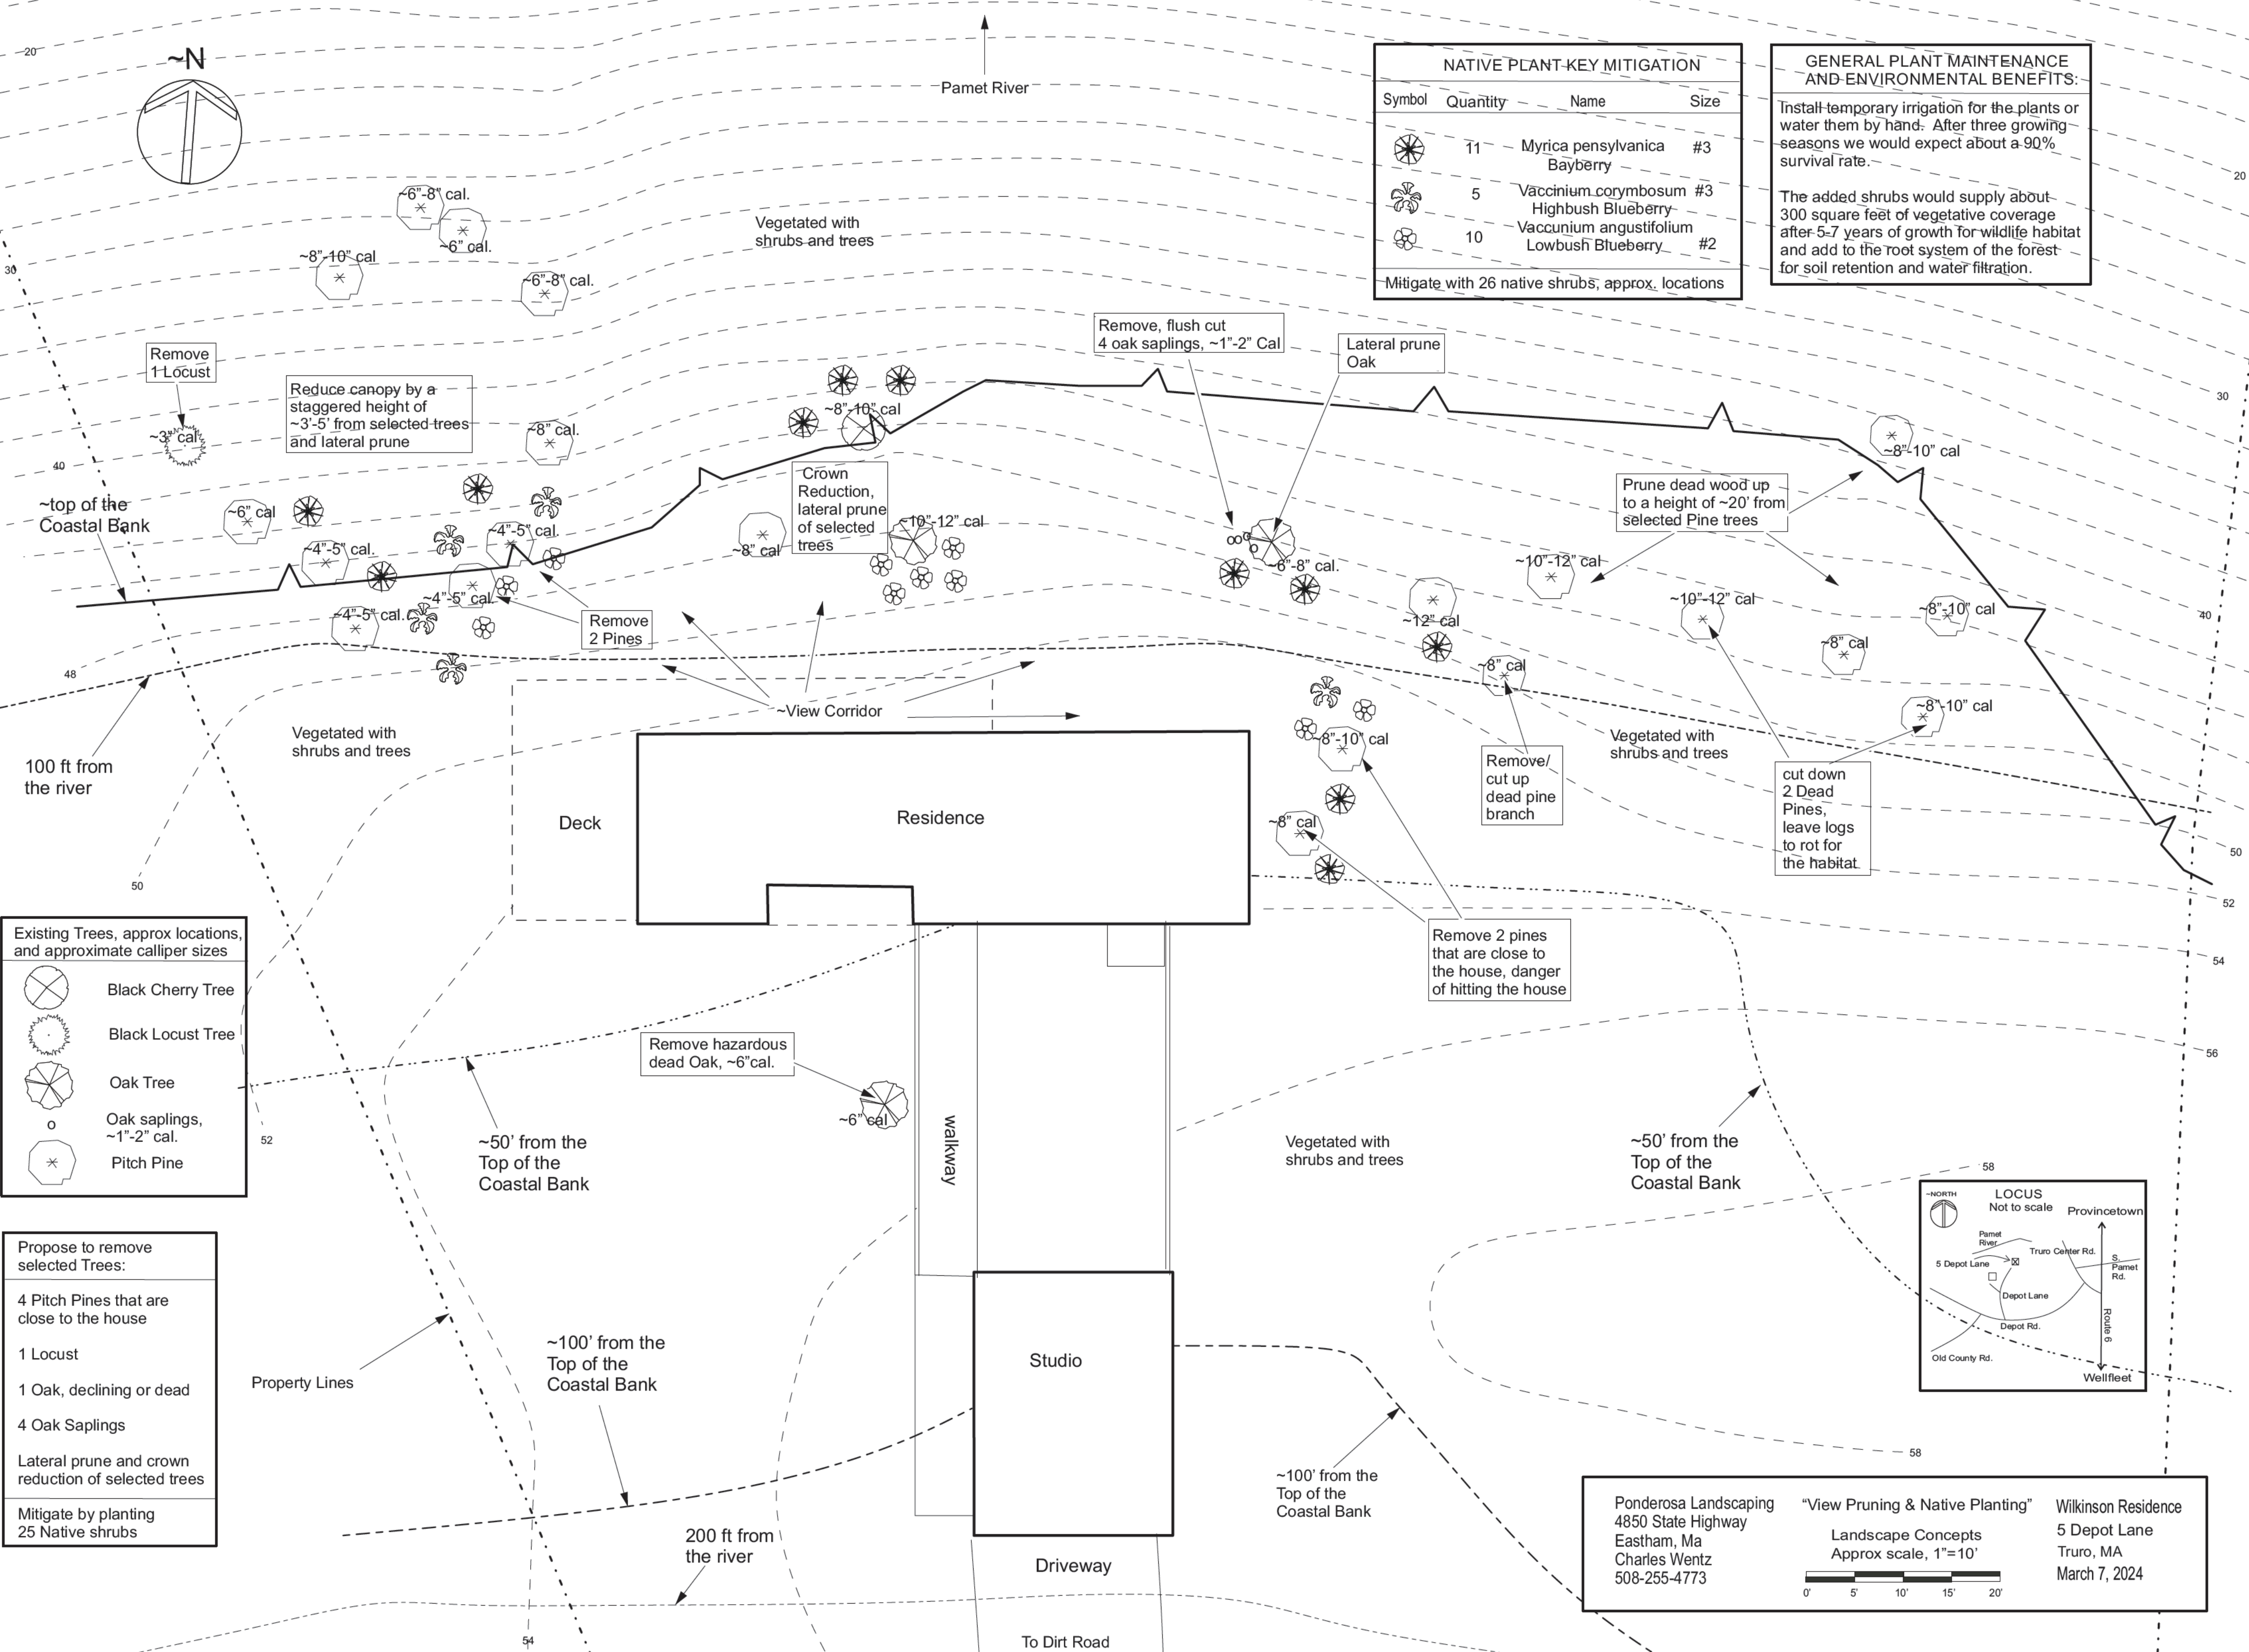 20
~N
Pamet River
NATIVE PLANT KEY MITIGATION
Symbol Quantity Name Size
11 Myrica pensylvanica #3
Bayberry
5 Vaccinium corymbosum #3
Highbush Blueberry
10 Vaccunium angustifolium
Lowbush Blueberry #2
Mitigate with 26 native shrubs, approx. locations
GENERAL PLANT MAINTENANCE
AND ENVIRONMENTAL BENEFITS:
Install temporary irrigation for the plants or
water them by hand. After three growing
seasons we would expect about a 90%
survival rate.
The added shrubs would supply about
300 square feet of vegetative coverage
after 5-7 years of growth for wildlife habitat
and add to the root system of the forest
for soil retention and water filtration.
20
~6”-8” cal.
~6” cal.
~8”-10” cal
~6”-8” cal.
Vegetated with
shrubs and trees
30
Remove
1 Locust
~3” cal
Reduce canopy by a
staggered height of
~3’-5’ from selected trees
and lateral prune
~8” cal.
~8”-10” cal
Remove, flush cut
4 oak saplings, ~1”-2” Cal
Lateral prune
Oak
30
40
~top of the
Coastal Bank
~6” cal
~4”-5” cal.
~4”-5” cal.
~4”-5” cal.
~4”-5” cal.
Remove
2 Pines
Crown
Reduction,
lateral prune
of selected
trees
~8” cal
~10”-12” cal
~6”-8” cal.
Prune dead wood up
to a height of ~20’ from
selected Pine trees
~8”-10” cal
~10”-12” cal
~12” cal
~10”-12” cal
~8”-10” cal
~8” cal
~8” cal
~8”-10” cal
40
48
100 ft from
the river
Vegetated with
shrubs and trees
~View Corridor
Deck
Residence
~8”-10” cal
~8” cal
Remove/
cut up
dead pine
branch
Vegetated with
shrubs and trees
cut down
2 Dead
Pines,
leave logs
to rot for
the habitat.
50
50
52
54
56
Remove 2 pines
that are close to
the house, danger
of hitting the house
Existing Trees, approx locations,
and approximate calliper sizes
Black Cherry Tree
Black Locust Tree
Oak Tree
o Oak saplings,
~1”-2” cal.
Pitch Pine
52
Remove hazardous
dead Oak, ~6”cal.
~6” cal
walkway
~50’ from the
Top of the
Coastal Bank
Vegetated with
shrubs and trees
~50’ from the
Top of the
Coastal Bank
58
~NORTH
LOCUS
Not to scale
Provincetown
Pamet
River
Truro Center Rd.
S.
Pamet
Rd.
5 Depot Lane
Depot Lane
Depot Rd.
Route 6
Old County Rd.
Wellfleet
Propose to remove
selected Trees:
4 Pitch Pines that are
close to the house
1 Locust
1 Oak, declining or dead
4 Oak Saplings
Lateral prune and crown
reduction of selected trees
Mitigate by planting
25 Native shrubs
Property Lines
~100’ from the
Top of the
Coastal Bank
Studio
~100’ from the
Top of the
Coastal Bank
58
200 ft from
the river
Driveway
To Dirt Road
54
Ponderosa Landscaping
4850 State Highway
Eastham, Ma
Charles Wentz
508-255-4773
“View Pruning & Native Planting”
Landscape Concepts
Approx scale, 1”=10’
0’ 5’ 10’ 15’ 20’
Wilkinson Residence
5 Depot Lane
Truro, MA
March 7, 2024